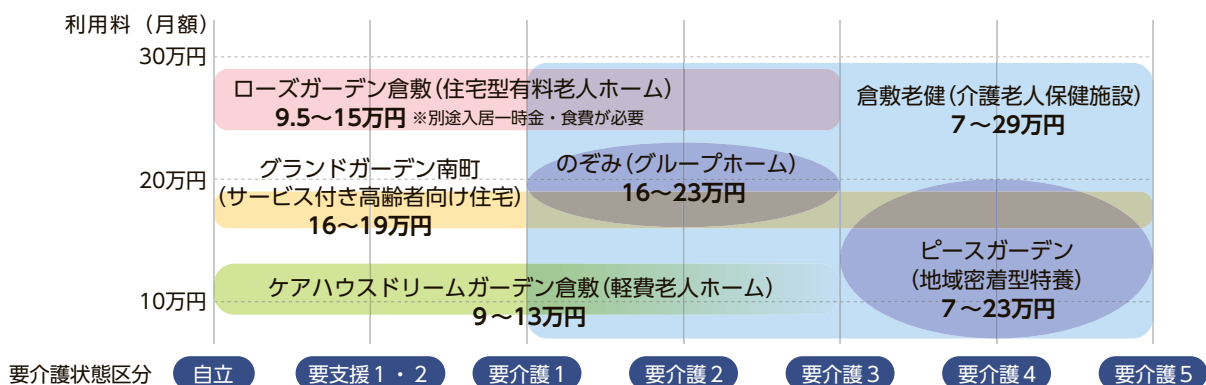 利用料（月額）
30万円
ローズガーデン倉敷（住宅型有料老人ホーム）
9.5～15万円 ※別途入居一時金・食費が必要
倉敷老健（介護老人保健施設）
7～29万円
グランドガーデン南町
（サービス付き高齢者向け住宅）
16～19万円
のぞみ（グループホーム）
16～23万円
20万円
ピースガーデン
（地域密着型特養）
7～23万円
ケアハウスドリームガーデン倉敷（軽費老人ホーム）
9～13万円
10万円
要介護状態区分
自立
要支援1・2
要介護1
要介護2
要介護3
要介護4
要介護5